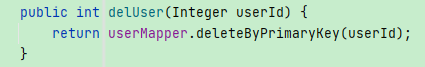 public int delUser(Integer userId) {
    return userMapper.deleteByPrimaryKey(userId);
}